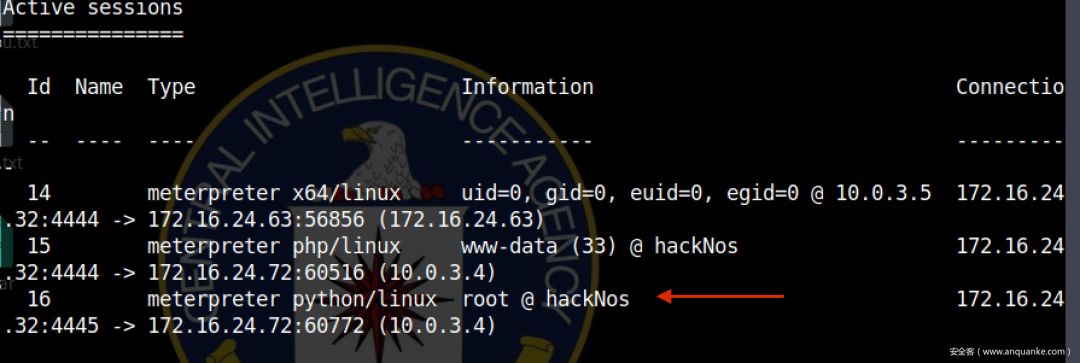 Active sessions
===============
u.txt
Id Name Type Information Connectio
n
-- ---- ---- ----------- ---------
.txt
--
14 meterpreter x64/linux uid=0, gid=0, euid=0, egid=0 @ 10.0.3.5 172.16.24
.32:4444 -> 172.16.24.63:56856 (172.16.24.63)
15 meterpreter php/linux www-data (33) @ hackNos 172.16.24
.32:4444 -> 172.16.24.72:60516 (10.0.3.4)
ar
16 meterpreter python/linux root @ hackNos 172.16.24
.32:4445 -> 172.16.24.72:60772 (10.0.3.4)
CENTRAL INTELLIGENCE AGENCY
安全客（www.anquanke.com）